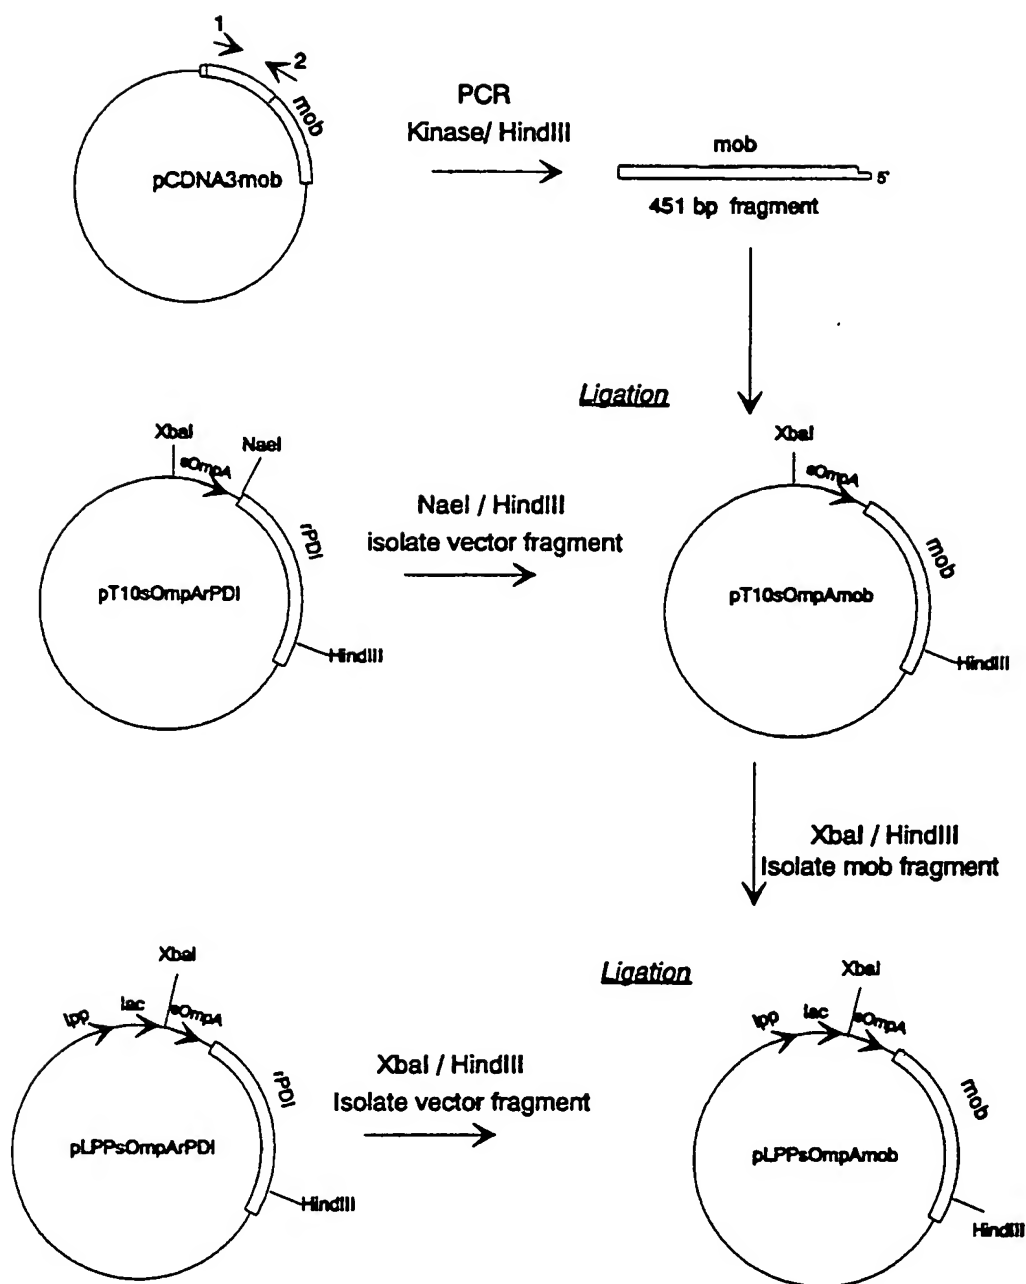 1
2
mob
pCDNA3mob
PCR
Kinase/ HindIII
mob
5'
451 bp fragment
Ligation
XbaI
sOmpA
NaeI
rPDI
pT10sOmpArPDI
HindIII
NaeI / HindIII
isolate vector fragment
XbaI
sOmpA
mob
pT10sOmpAmob
HindIII
XbaI / HindIII
Isolate mob fragment
Ligation
XbaI
lpp
lac
sOmpA
rPDI
pLPPsOmpArPDI
HindIII
XbaI / HindIII
Isolate vector fragment
XbaI
lpp
lac
sOmpA
mob
pLPPsOmpAmob
HindIII